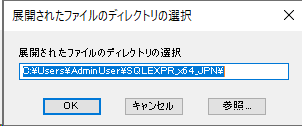 展開されたファイルのディレクトリの選択
展開されたファイルのディレクトリの選択
C:¥Users¥AdminUser¥SQLEXPR_x64_JPN¥
OK
キャンセル
参照...